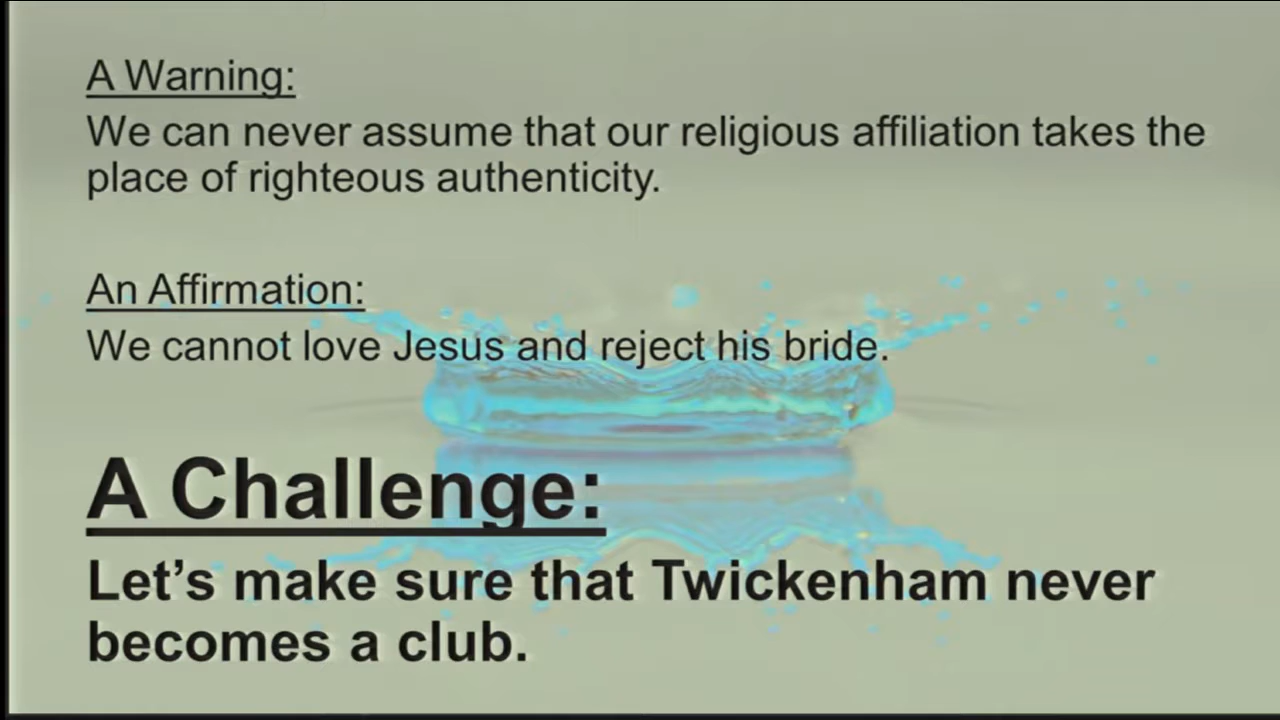 A Warning:
We can never assume that our religious affiliation takes the
place of righteous authenticity.
An Affirmation:
We cannot love Jesus and reject his bride.
A Challenge:
Let’s make sure that Twickenham never
becomes a club.